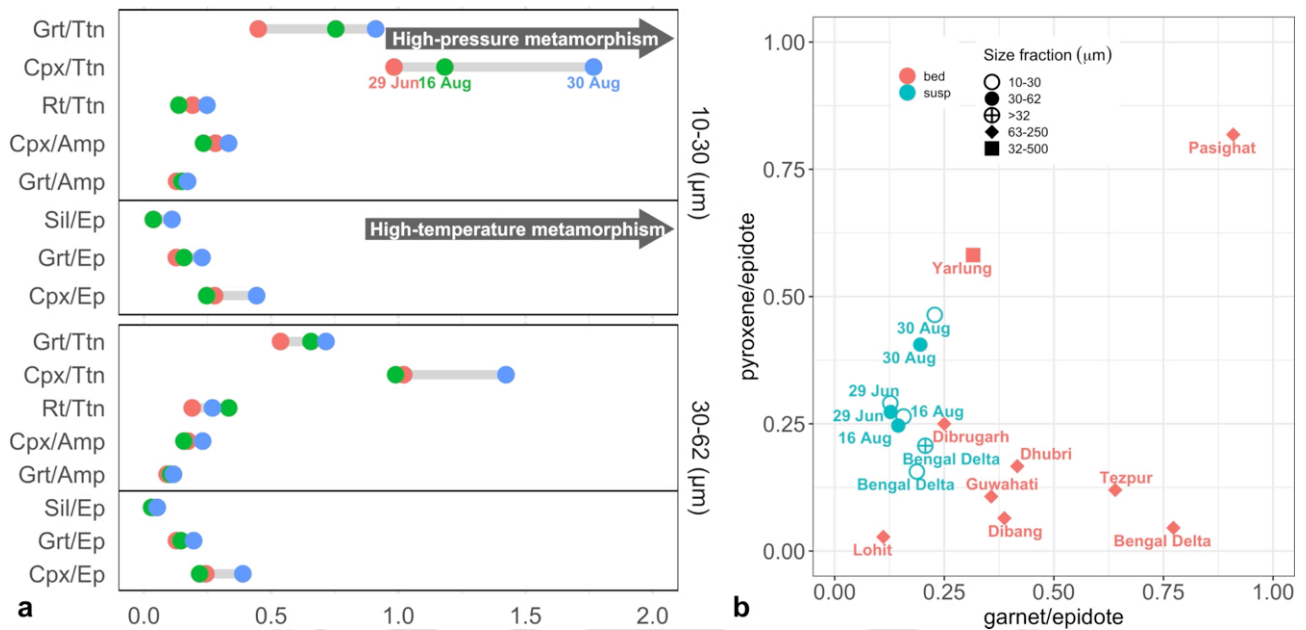 Grt/Ttn
High-pressure metamorphism
Cpx/Ttn
29 Jun 16 Aug 30 Aug
Rt/Ttn
Cpx/Amp
Grt/Amp
10-30 (μm)
Sil/Ep
High-temperature metamorphism
Grt/Ep
Cpx/Ep
Grt/Ttn
Cpx/Ttn
Rt/Ttn
Cpx/Amp
Grt/Amp
30-62 (μm)
Sil/Ep
Grt/Ep
Cpx/Ep
0.0 0.5 1.0 1.5 2.0
a
pyroxene/epidote
1.00
0.75
0.50
0.25
0.00
bed
susp
Size fraction (μm)
10-30
30-62
>32
63-250
32-500
Pasighat
Yarlung
30 Aug
30 Aug
29 Jun
29 Jun
16 Aug
16 Aug
Dibrugarh
Bengal Delta
Dhubri
Bengal Delta
Guwahati
Tezpur
Dibang
Bengal Delta
Lohit
0.00 0.25 0.50 0.75 1.00
garnet/epidote
b